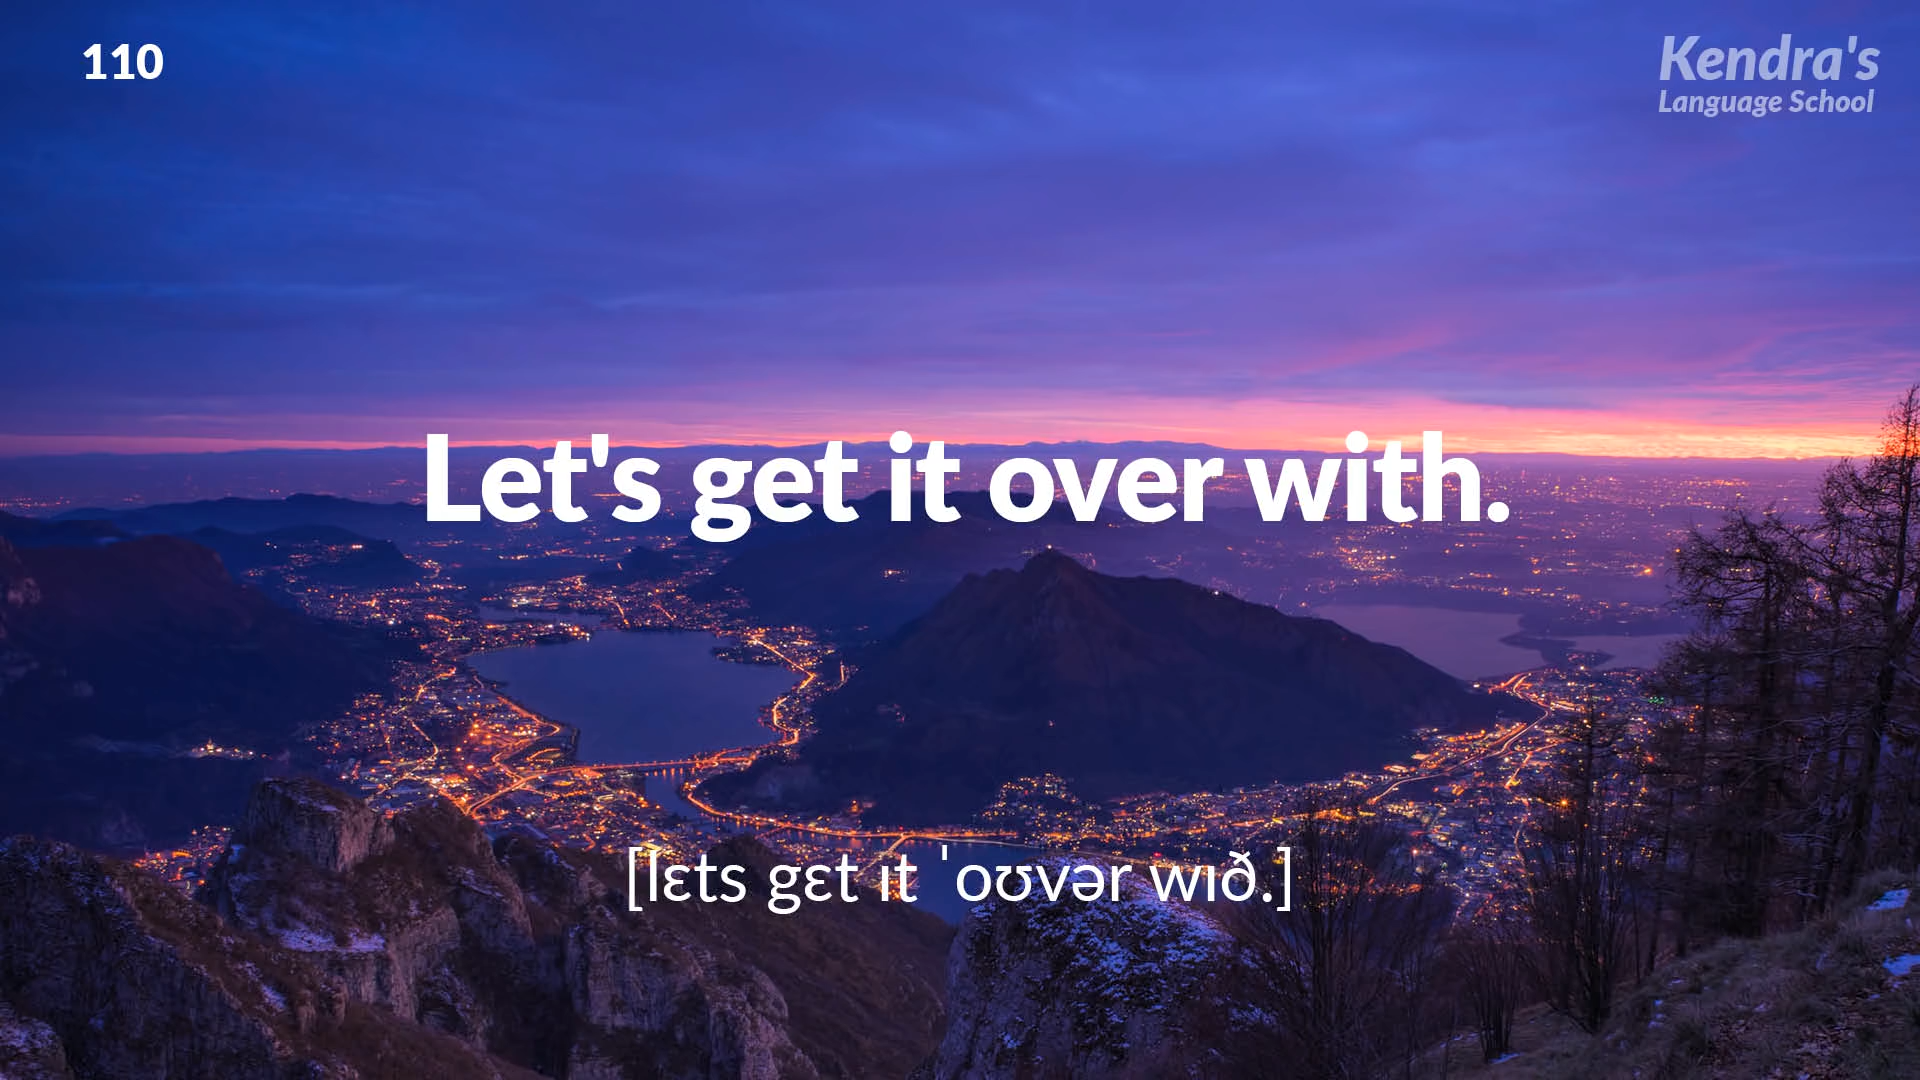 110
Kendra's
Language School
Let's get it over with.
[lɛts gɛt ɪt ˈoʊvər wɪð.]